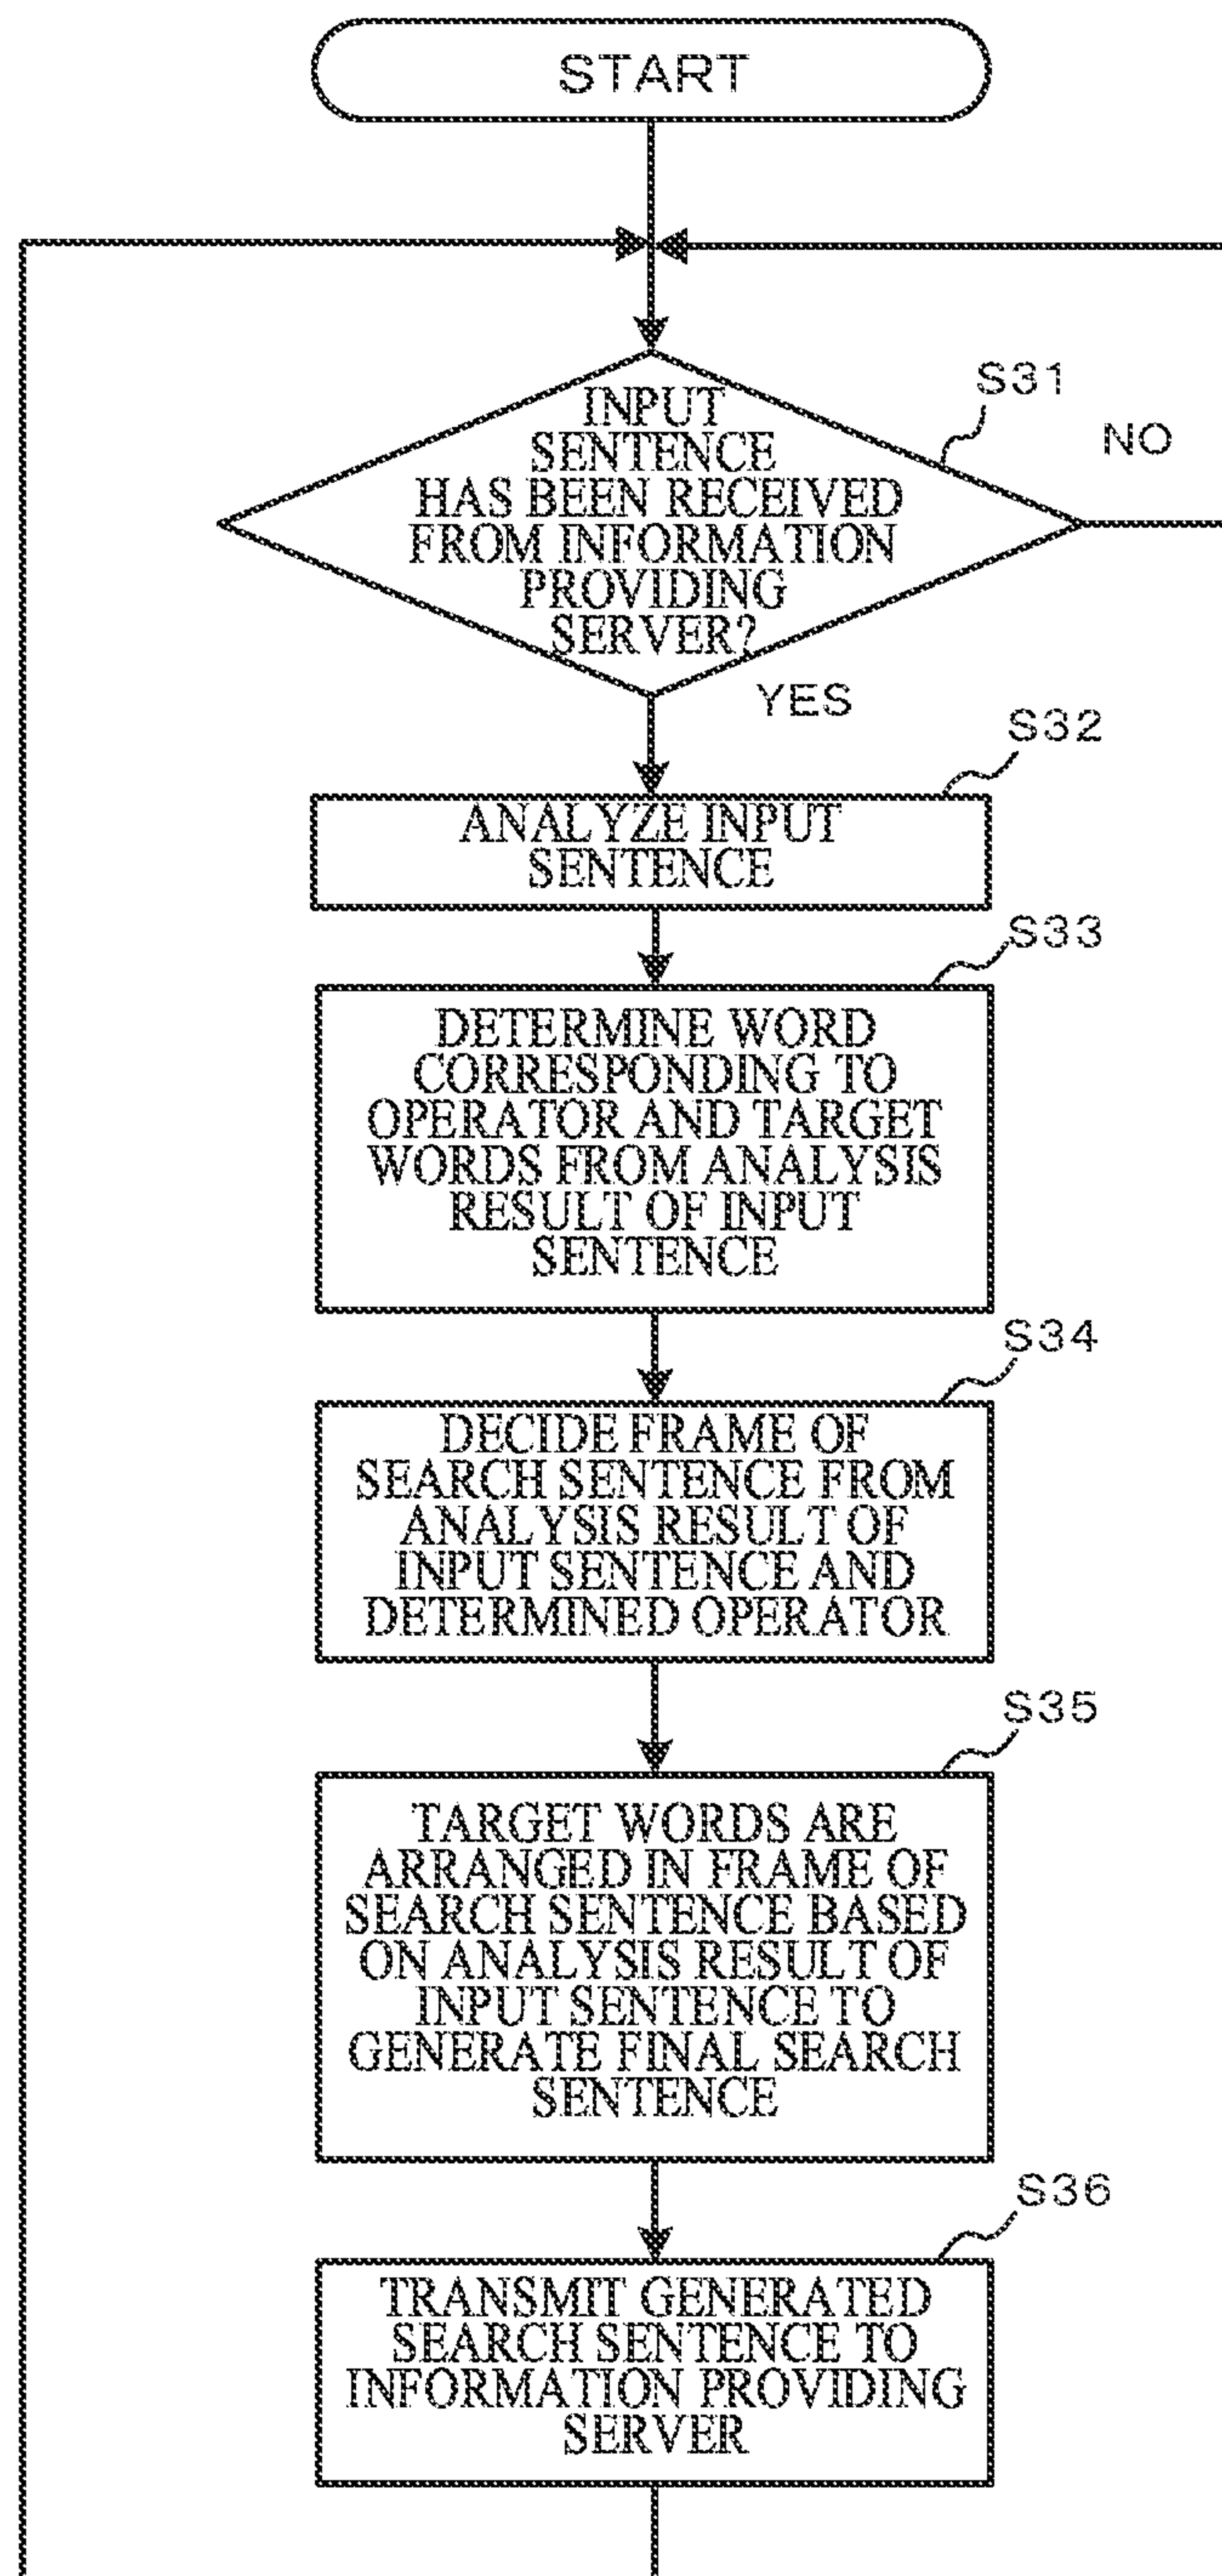 START
S31
NO
INPUT
SENTENCE
HAS BEEN RECEIVED
FROM INFORMATION
PROVIDING
SERVER?
YES
S32
ANALYZE INPUT
SENTENCE
S33
DETERMINE WORD
CORRESPONDING TO
OPERATOR AND TARGET
WORDS FROM ANALYSIS
RESULT OF INPUT
SENTENCE
S34
DECIDE FRAME OF
SEARCH SENTENCE FROM
ANALYSIS RESULT OF
INPUT SENTENCE AND
DETERMINED OPERATOR
S35
TARGET WORDS ARE
ARRANGED IN FRAME OF
SEARCH SENTENCE BASED
ON ANALYSIS RESULT OF
INPUT SENTENCE TO
GENERATE FINAL SEARCH
SENTENCE
S36
TRANSMIT GENERATED
SEARCH SENTENCE TO
INFORMATION PROVIDING
SERVER